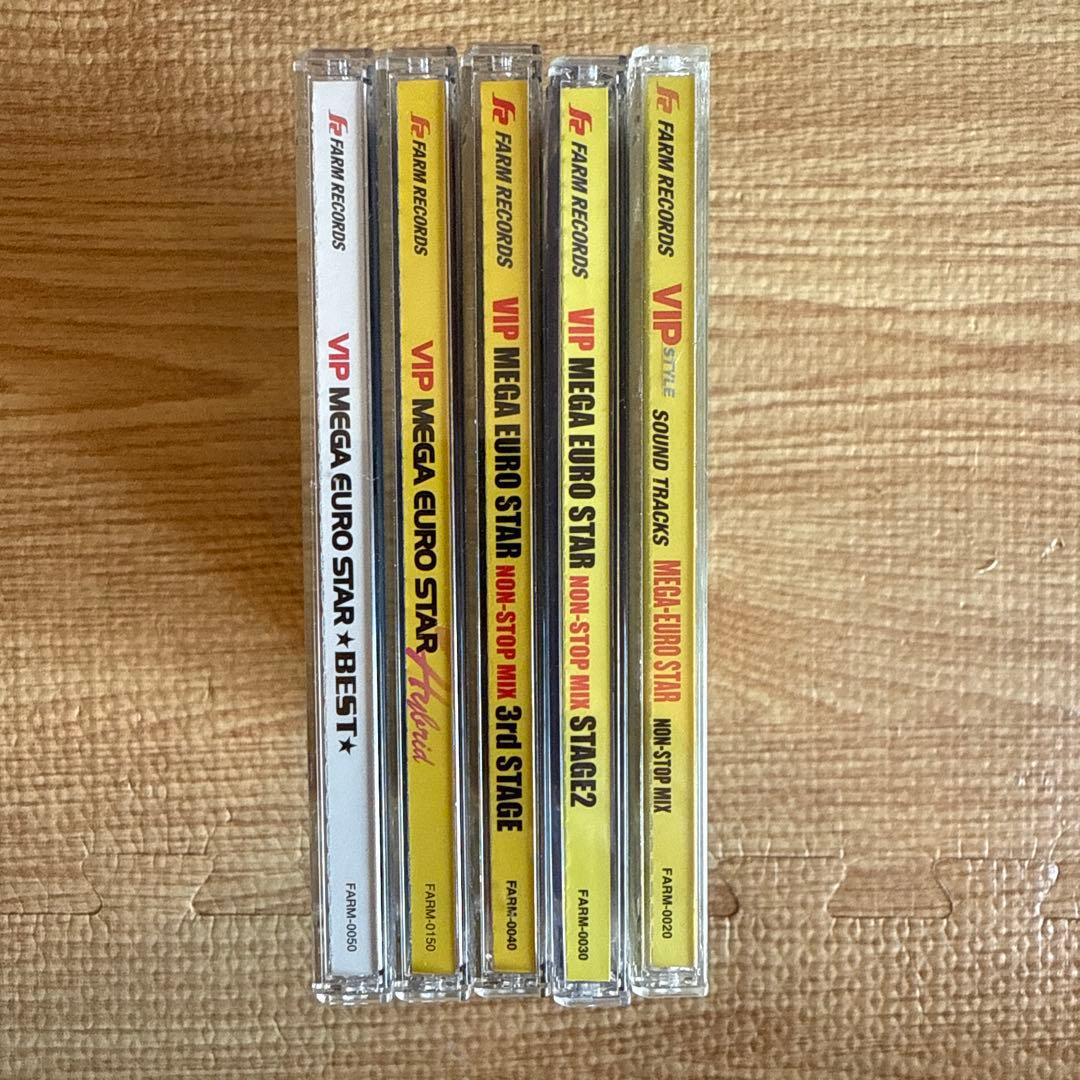 FARM RECORDS VIP MEGA EURO STAR ★BEST★ FARM-0050
FARM RECORDS VIP MEGA EURO STAR Hybrid FARM-0150
FARM RECORDS VIP MEGA EURO STAR NON-STOP MIX 3rd STAGE FARM-0040
FARM RECORDS VIP MEGA EURO STAR NON-STOP MIX STAGE2 FARM-0030
FARM RECORDS VIP STYLE SOUND TRACKS MEGA-EURO STAR NON-STOP MIX FARM-0020